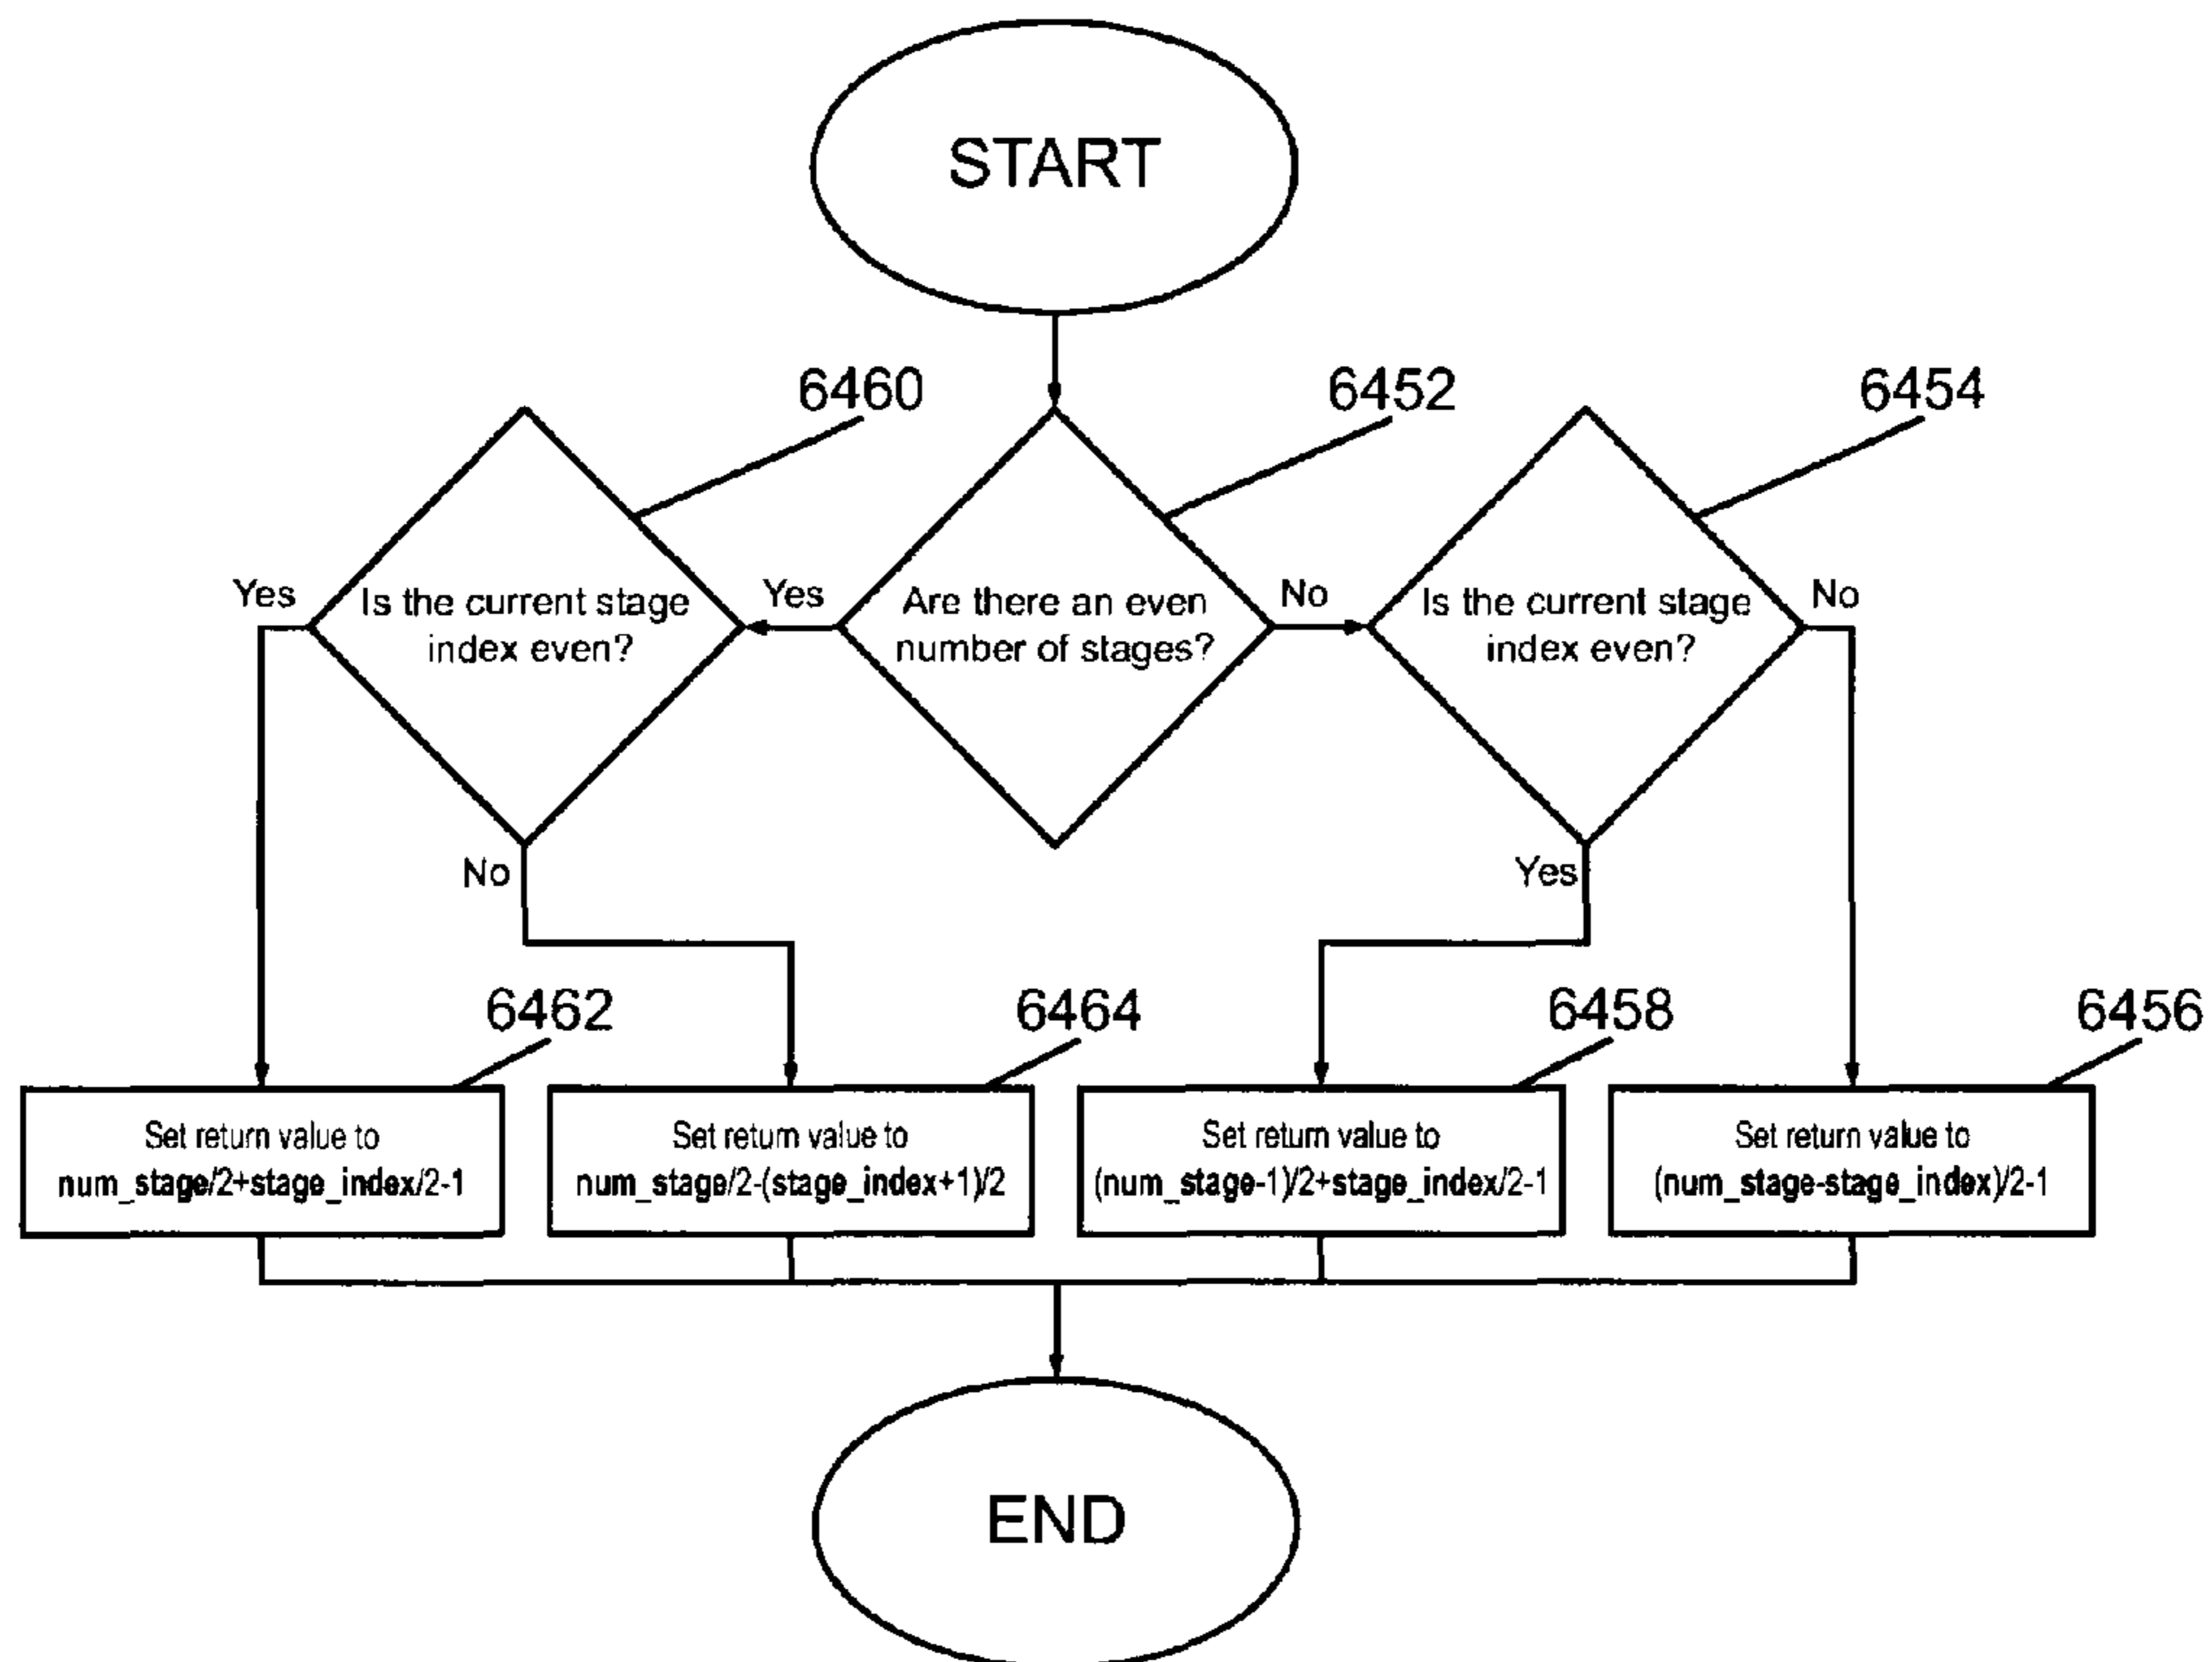 START
6460
6452
6454
Yes
Is the current stage
index even?
Yes
Are there an even
number of stages?
No
Is the current stage
index even?
No
No
Yes
6462
6464
6458
6456
Set return value to
num_stage/2+stage_index/2-1
Set return value to
num_stage/2-(stage_index+1)/2
Set return value to
(num_stage-1)/2+stage_index/2-1
Set return value to
(num_stage-stage_index)/2-1
END